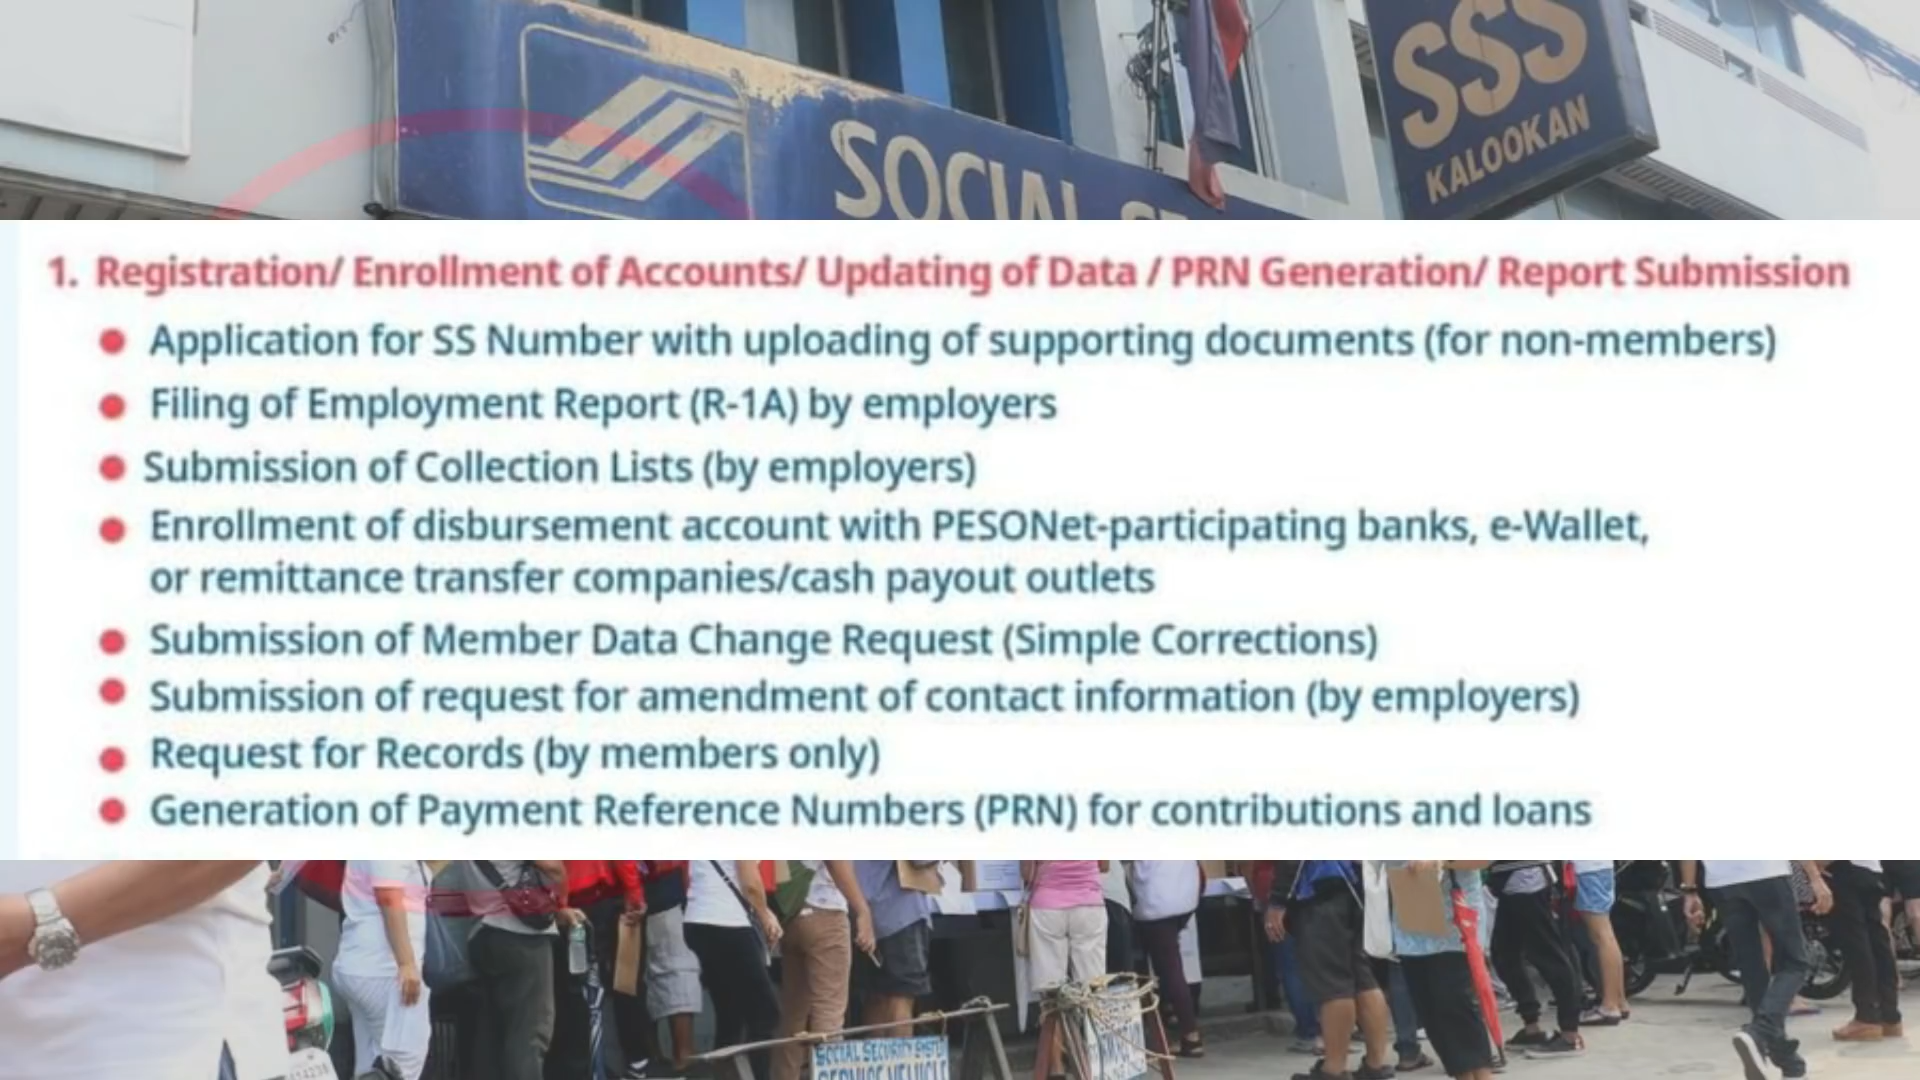 SOCIAL
SSS
KALOOKAN
1. Registration/ Enrollment of Accounts/ Updating of Data / PRN Generation/ Report Submission
● Application for SS Number with uploading of supporting documents (for non-members)
● Filing of Employment Report (R-1A) by employers
● Submission of Collection Lists (by employers)
● Enrollment of disbursement account with PESONet-participating banks, e-Wallet,
or remittance transfer companies/cash payout outlets
● Submission of Member Data Change Request (Simple Corrections)
● Submission of request for amendment of contact information (by employers)
● Request for Records (by members only)
● Generation of Payment Reference Numbers (PRN) for contributions and loans
SOCIAL SECURITY SYSTEM
SERVICE VEHICLE